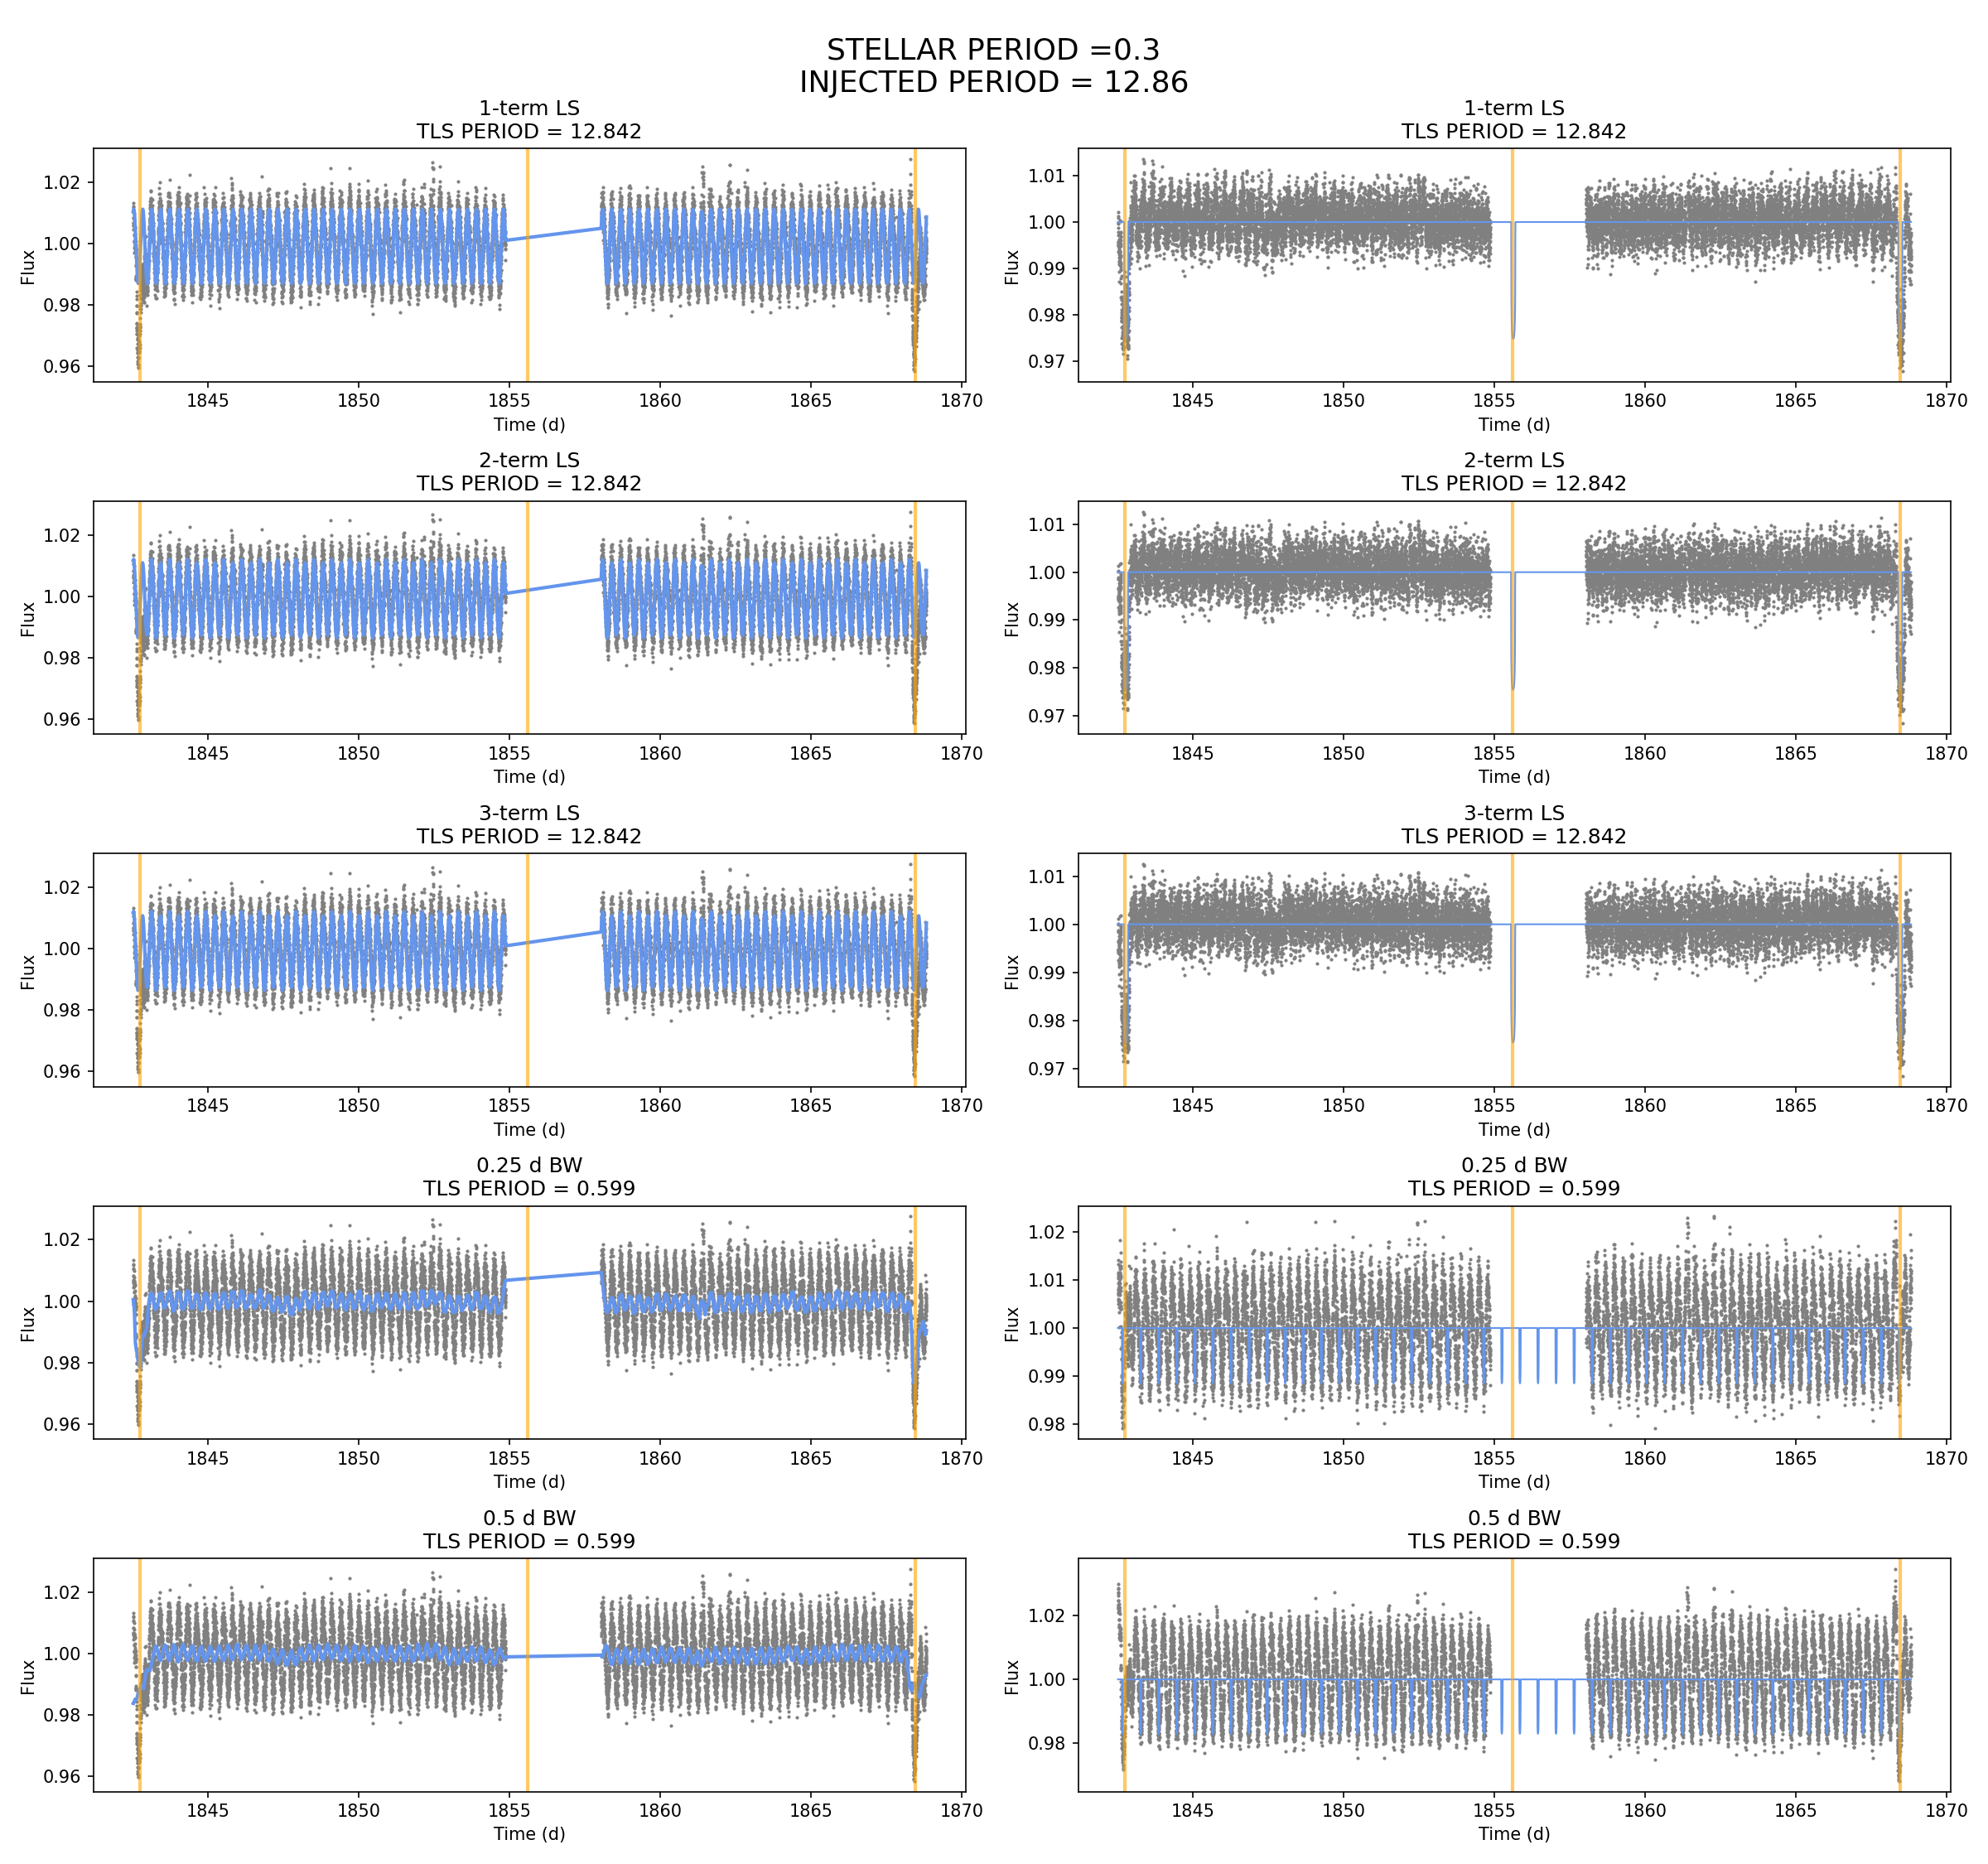 STELLAR PERIOD =0.3
INJECTED PERIOD = 12.86
1-term LS
TLS PERIOD = 12.842
1.02
1.00
0.98
0.96
Flux
1845 1850 1855 1860 1865 1870
Time (d)
1-term LS
TLS PERIOD = 12.842
1.01
1.00
0.99
0.98
0.97
Flux
1845 1850 1855 1860 1865 1870
Time (d)
2-term LS
TLS PERIOD = 12.842
1.02
1.00
0.98
0.96
Flux
1845 1850 1855 1860 1865 1870
Time (d)
2-term LS
TLS PERIOD = 12.842
1.01
1.00
0.99
0.98
0.97
Flux
1845 1850 1855 1860 1865 1870
Time (d)
3-term LS
TLS PERIOD = 12.842
1.02
1.00
0.98
0.96
Flux
1845 1850 1855 1860 1865 1870
Time (d)
3-term LS
TLS PERIOD = 12.842
1.01
1.00
0.99
0.98
0.97
Flux
1845 1850 1855 1860 1865 1870
Time (d)
0.25 d BW
TLS PERIOD = 0.599
1.02
1.00
0.98
0.96
Flux
1845 1850 1855 1860 1865 1870
Time (d)
0.25 d BW
TLS PERIOD = 0.599
1.02
1.01
1.00
0.99
0.98
Flux
1845 1850 1855 1860 1865 1870
Time (d)
0.5 d BW
TLS PERIOD = 0.599
1.02
1.00
0.98
0.96
Flux
1845 1850 1855 1860 1865 1870
Time (d)
0.5 d BW
TLS PERIOD = 0.599
1.02
1.00
0.98
Flux
1845 1850 1855 1860 1865 1870
Time (d)